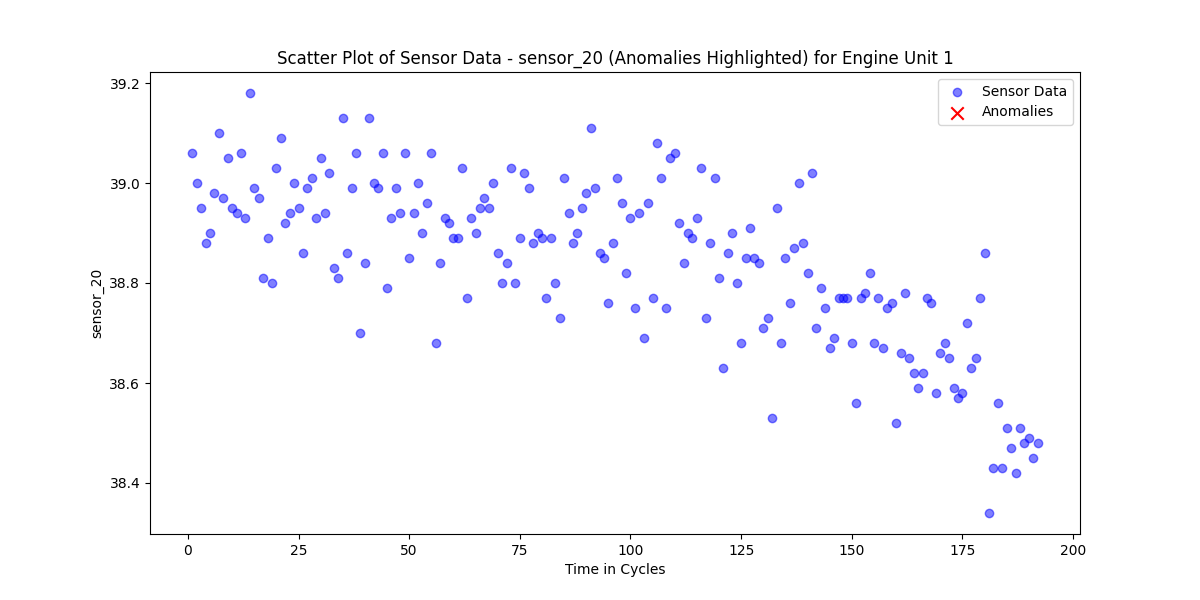 Scatter Plot of Sensor Data - sensor_20 (Anomalies Highlighted) for Engine Unit 1
Sensor Data
Anomalies
39.2
39.0
38.8
38.6
38.4
sensor_20
0 25 50 75 100 125 150 175 200
Time in Cycles